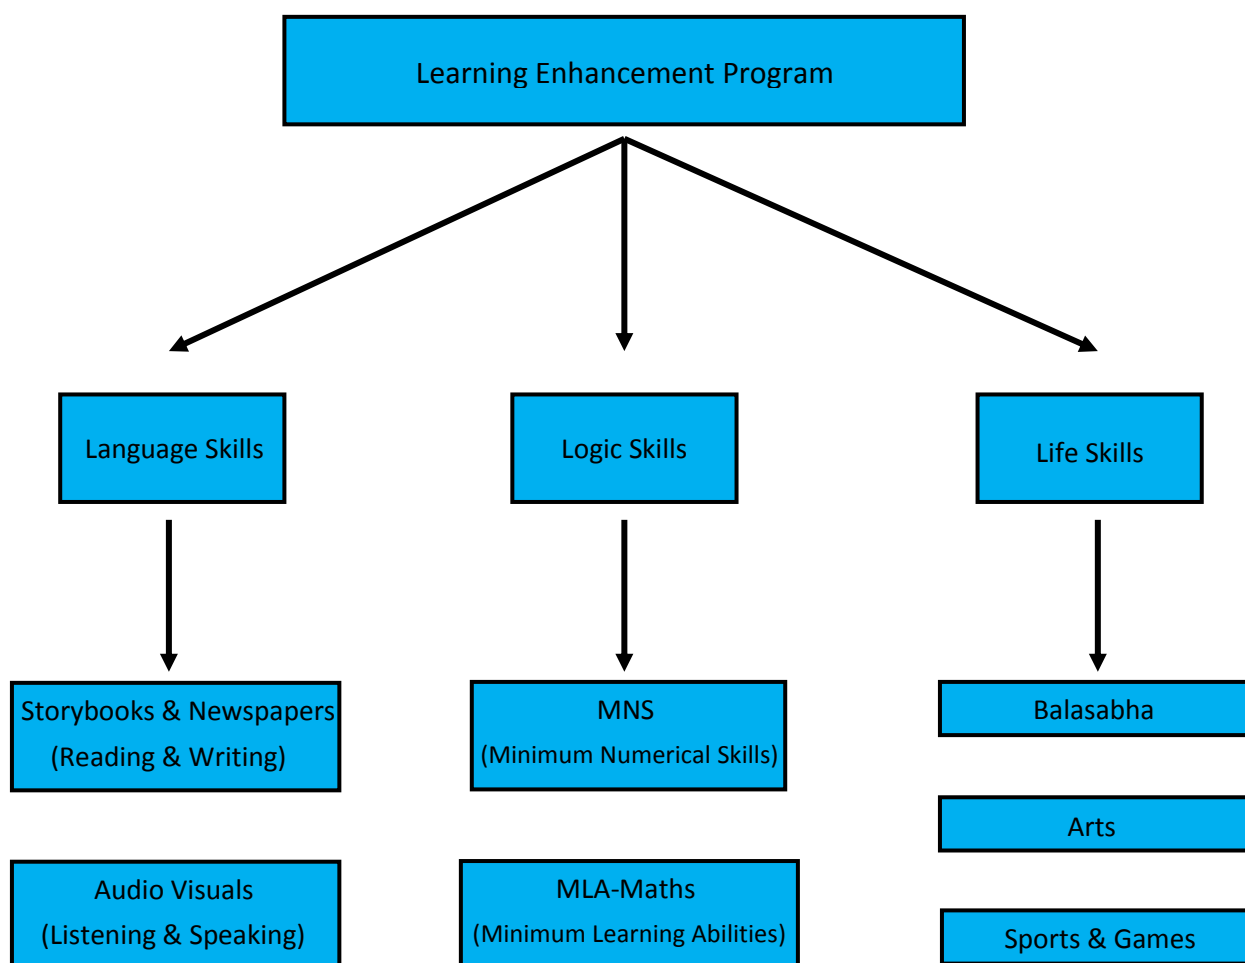 Learning Enhancement Program
Language Skills
Logic Skills
Life Skills
Storybooks & Newspapers
(Reading & Writing)
MNS
(Minimum Numerical Skills)
Balasabha
Arts
Audio Visuals
(Listening & Speaking)
MLA-Maths
(Minimum Learning Abilities)
Sports & Games